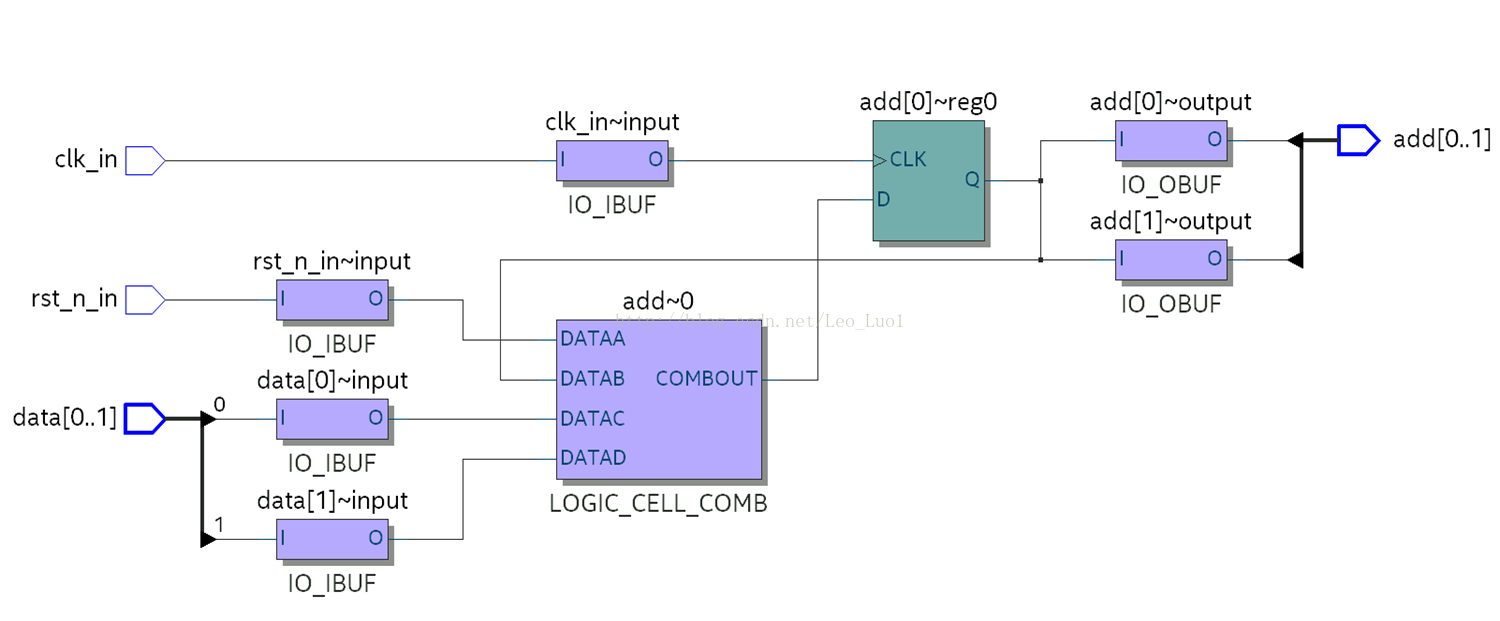 add[0]~reg0
add[0]~output
clk_in~input
clk_in
I
O
CLK
I
O
add[0..1]
Q
IO_OBUF
IO_IBUF
D
add[1]~output
rst_n_in~input
I
O
rst_n_in
I
O
add~0
IO_OBUF
http://blog.csdn.net/Leo_Luo1
IO_IBUF
DATAA
data[0]~input
DATAB
COMBOUT
0
data[0..1]
I
O
DATAC
IO_IBUF
DATAD
data[1]~input
LOGIC_CELL_COMB
1
I
O
IO_IBUF